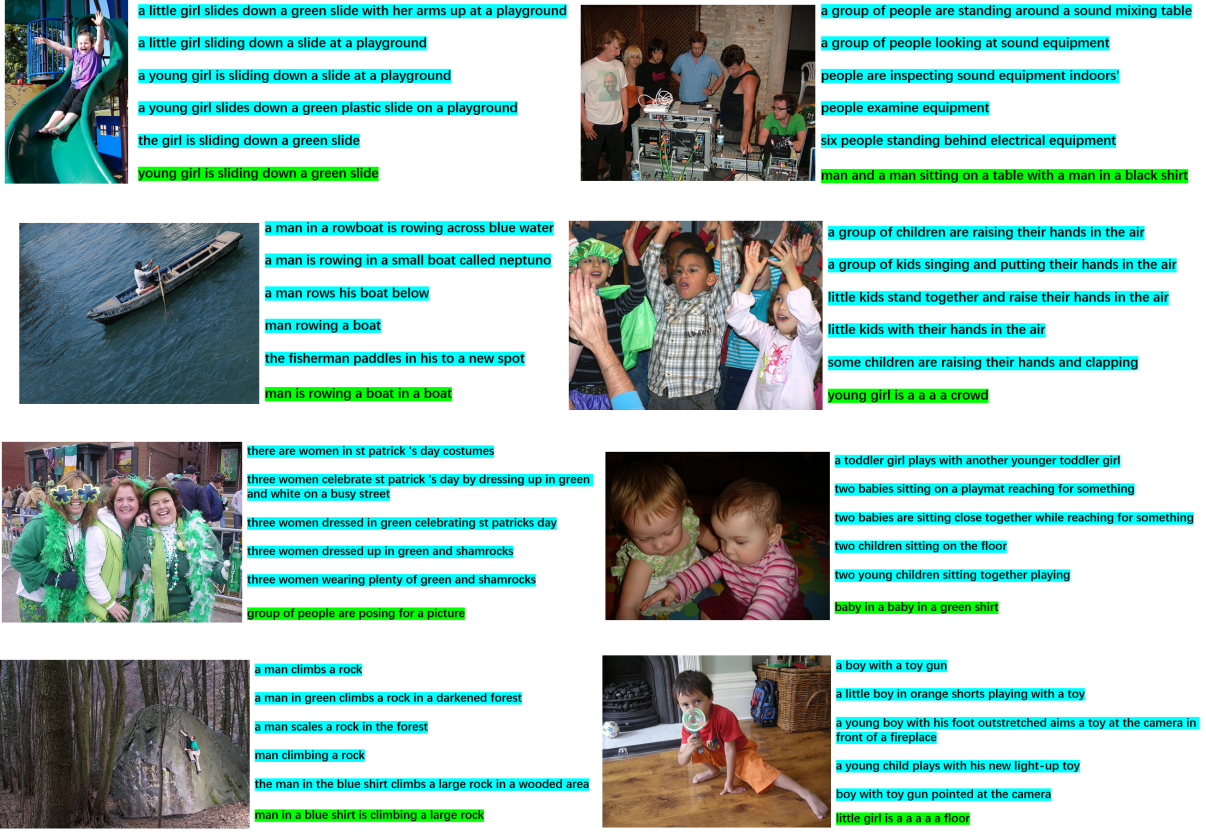 a little girl slides down a green slide with her arms up at a playground
a little girl sliding down a slide at a playground
a young girl is sliding down a slide at a playground
a young girl slides down a green plastic slide on a playground
the girl is sliding down a green slide
young girl is sliding down a green slide
a group of people are standing around a sound mixing table
a group of people looking at sound equipment
people are inspecting sound equipment indoors'
people examine equipment
six people standing behind electrical equipment
man and a man sitting on a table with a man in a black shirt
a man in a rowboat is rowing across blue water
a man is rowing in a small boat called neptuno
a man rows his boat below
man rowing a boat
the fisherman paddles in his to a new spot
man is rowing a boat in a boat
a group of children are raising their hands in the air
a group of kids singing and putting their hands in the air
little kids stand together and raise their hands in the air
little kids with their hands in the air
some children are raising their hands and clapping
young girl is a a a a crowd
there are women in st patrick 's day costumes
three women celebrate st patrick 's day by dressing up in green
and white on a busy street
three women dressed in green celebrating st patricks day
three women dressed up in green and shamrocks
three women wearing plenty of green and shamrocks
group of people are posing for a picture
a toddler girl plays with another younger toddler girl
two babies sitting on a playmat reaching for something
two babies are sitting close together while reaching for something
two children sitting on the floor
two young children sitting together playing
baby in a baby in a green shirt
a man climbs a rock
a man in green climbs a rock in a darkened forest
a man scales a rock in the forest
man climbing a rock
the man in the blue shirt climbs a large rock in a wooded area
man in a blue shirt is climbing a large rock
a boy with a toy gun
a little boy in orange shorts playing with a toy
a young boy with his foot outstretched aims a toy at the camera in
front of a fireplace
a young child plays with his new light-up toy
boy with toy gun pointed at the camera
little girl is a a a a a floor